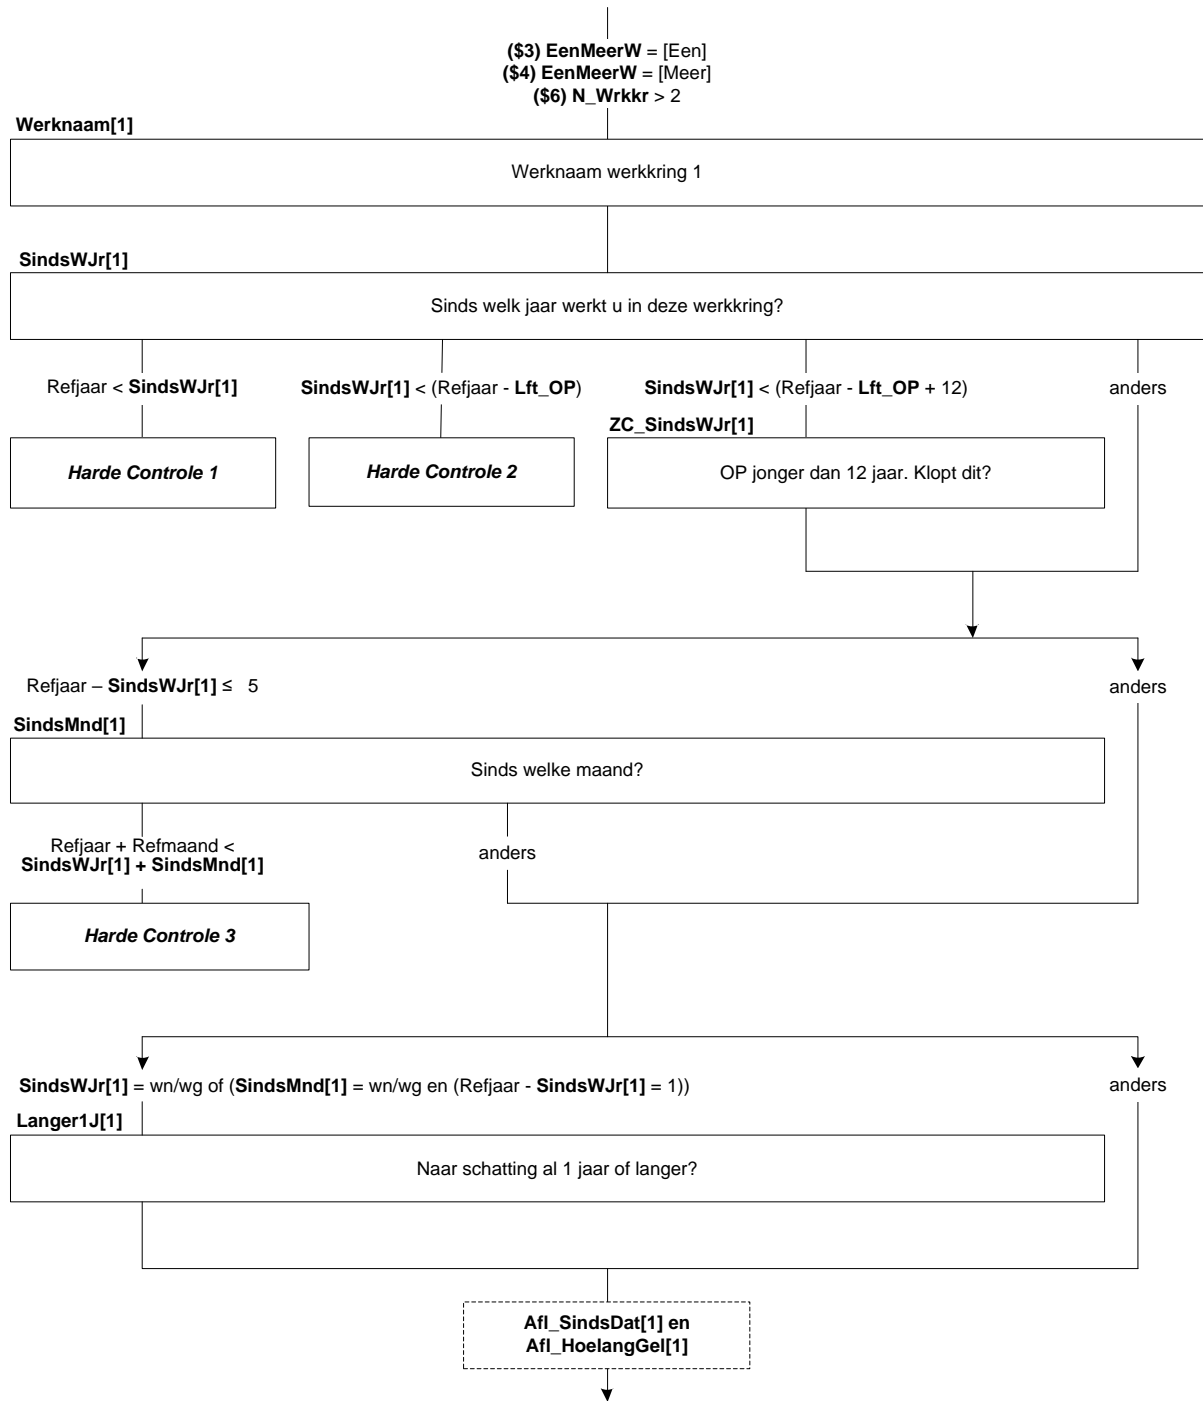 ($3) EenMeerW = [Een]
($4) EenMeerW = [Meer]
($6) N_Wrkkr > 2
Werknaam[1]
Werknaam werkkring 1
SindsWJr[1]
Sinds welk jaar werkt u in deze werkkring?
Refjaar < SindsWJr[1]
SindsWJr[1] < (Refjaar - Lft_OP)
SindsWJr[1] < (Refjaar - Lft_OP + 12)
anders
ZC_SindsWJr[1]
Harde Controle 1
Harde Controle 2
OP jonger dan 12 jaar. Klopt dit?
Refjaar – SindsWJr[1] ≤ 5
anders
SindsMnd[1]
Sinds welke maand?
Refjaar + Refmaand <
SindsWJr[1] + SindsMnd[1]
anders
Harde Controle 3
SindsWJr[1] = wn/wg of (SindsMnd[1] = wn/wg en (Refjaar - SindsWJr[1] = 1))
anders
Langer1J[1]
Naar schatting al 1 jaar of langer?
Afl_SindsDat[1] en
Afl_HoelangGel[1]